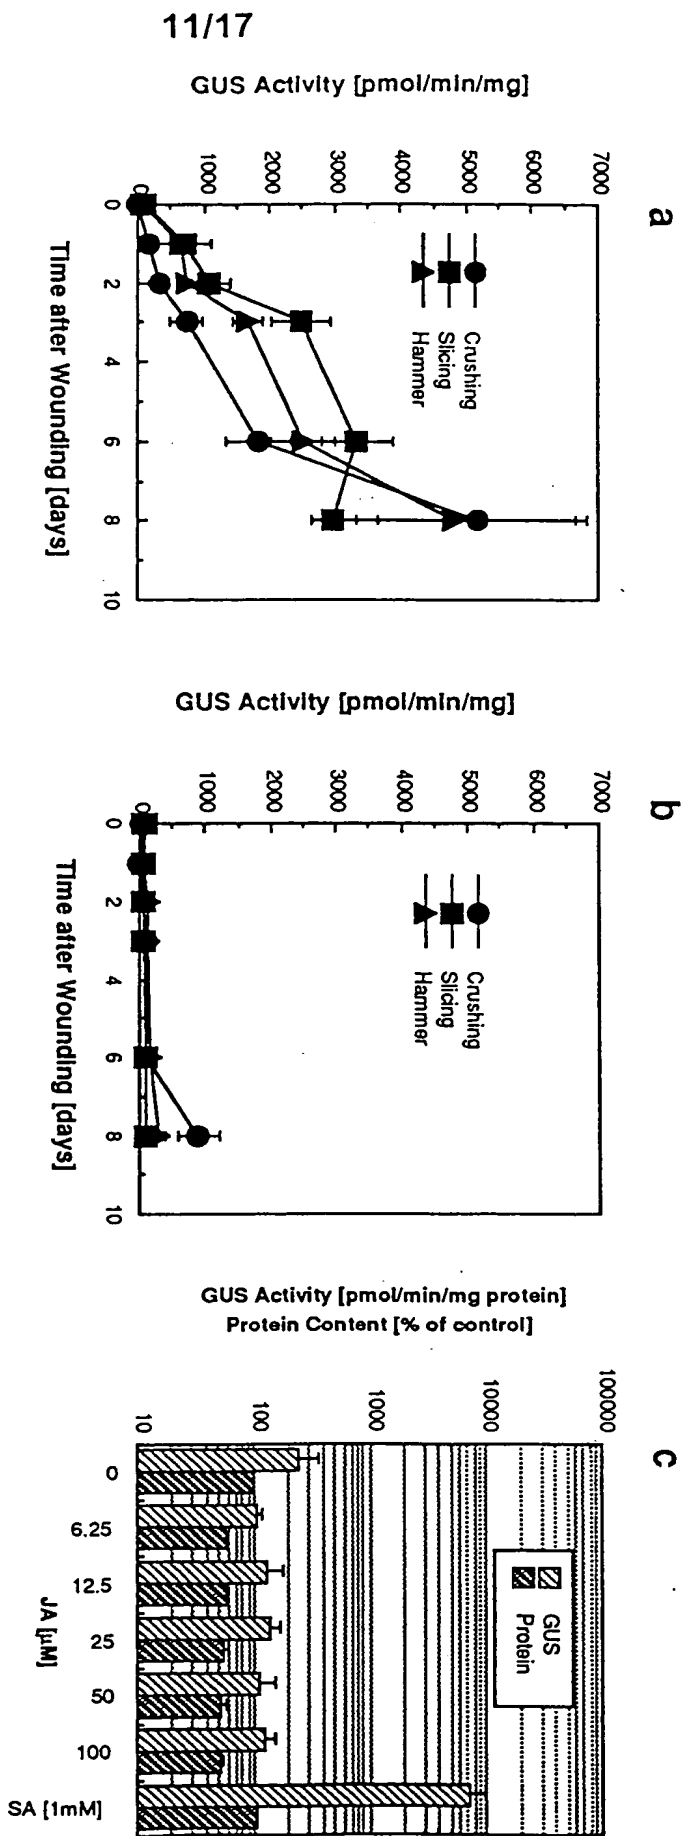 11/17
a
GUS Activity [pmol/min/mg]
7000
6000
5000
4000
3000
2000
1000
0
Crushing
Slicing
Hammer
0 2 4 6 8 10
Time after Wounding [days]
b
GUS Activity [pmol/min/mg]
7000
6000
5000
4000
3000
2000
1000
0
Crushing
Slicing
Hammer
0 2 4 6 8 10
Time after Wounding [days]
c
GUS Activity [pmol/min/mg protein]
Protein Content [% of control]
100000
10000
1000
100
10
GUS
Protein
0 6.25 12.5 25 50 100 SA [1mM]
JA [µM]